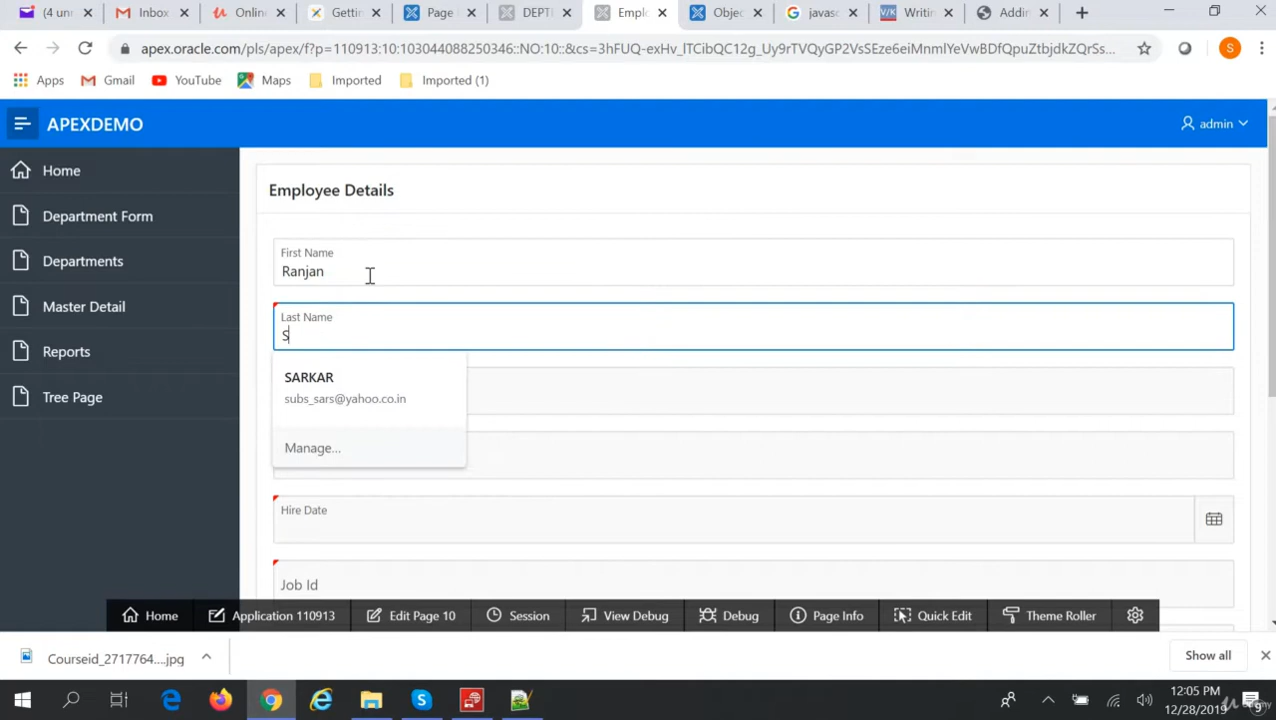 (4 un
Inbox
Online
Getti
Page
DEPT
Emplo
Objec
javasc
Writin
Addin
apex.oracle.com/pls/apex/f?p=110913:10:103044088250346::NO:10::&cs=3hFUQ-exHv_lTCibQC12g_Uy9rTVQyGP2VsSEze6eiMnmlYeVwBDfQpuZtbjdkZQrSs...
S
Apps
Gmail
YouTube
Maps
Imported
Imported (1)
APEXDEMO
admin
Home
Department Form
Departments
Master Detail
Reports
Tree Page
Employee Details
First Name
Ranjan
Last Name
S
SARKAR
subs_sars@yahoo.co.in
Manage...
Hire Date
Job Id
Home
Application 110913
Edit Page 10
Session
View Debug
Debug
Page Info
Quick Edit
Theme Roller
Courseid_2717764....jpg
Show all
12:05 PM
12/28/2019